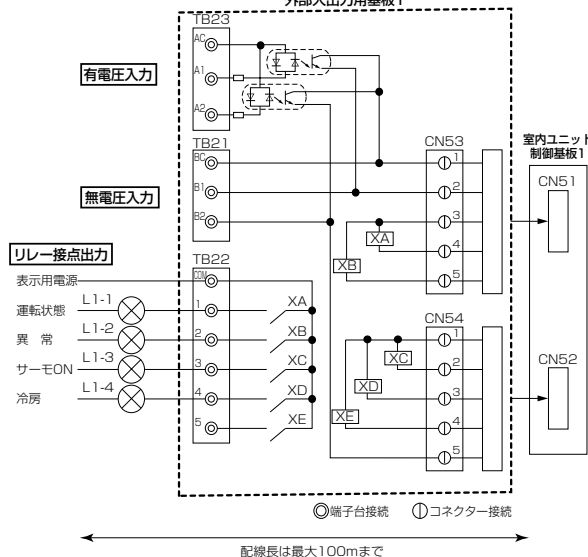 外部入出力用基板1
TB23
AC
A1
A2
有電圧入力
TB21
BC
B1
B2
無電圧入力
CN53
1
2
3
4
5
XA
XB
室内ユニット
制御基板1
CN51
リレー接点出力
TB22
表示用電源
COM
運転状態
L1-1
1
XA
異 常
L1-2
2
XB
サーモON
L1-3
3
XC
冷房
L1-4
4
XD
5
XE
CN54
1
2
3
4
5
XC
XD
XE
CN52
端子台接続 コネクター接続
配線長は最大100mまで